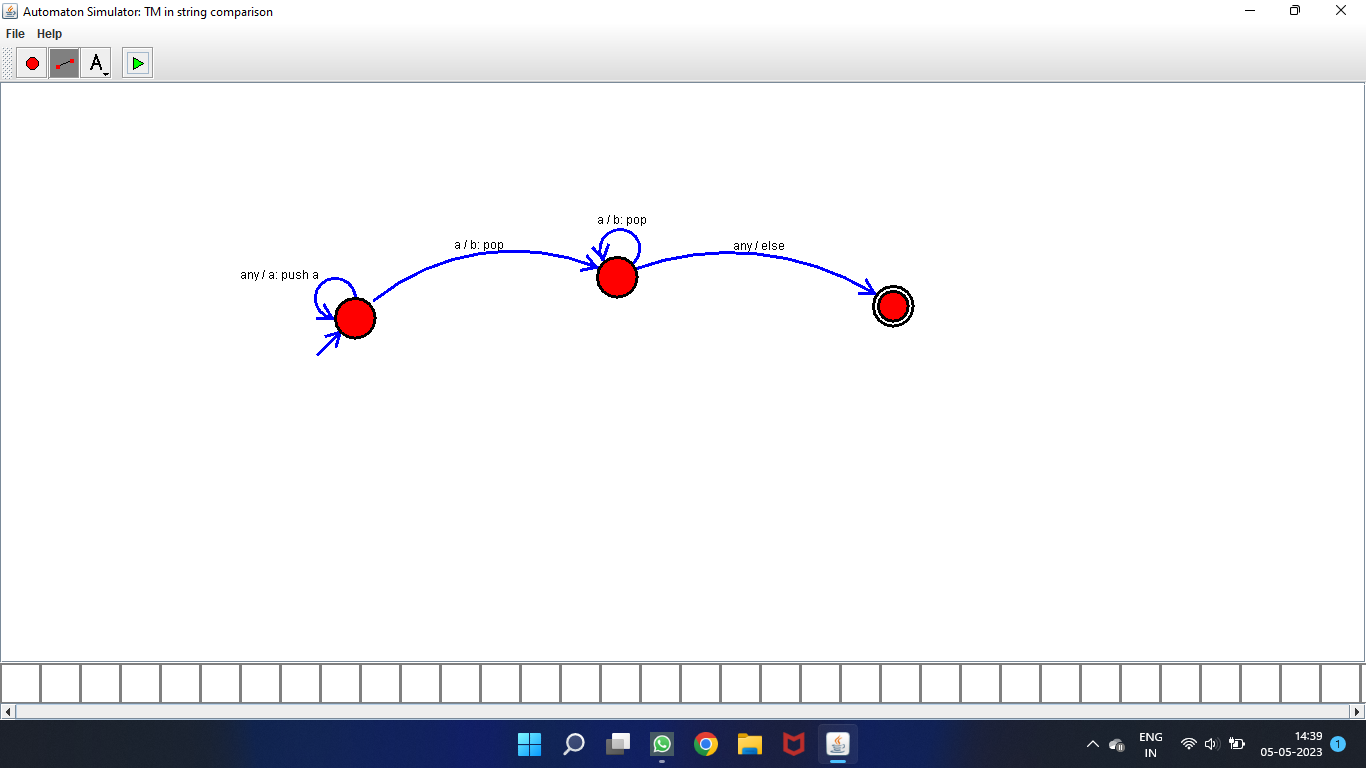 Automaton Simulator: TM in string comparison
File Help
A
a / b: pop
a / b: pop
any / else
any / a: push a
ENG
IN
14:39
05-05-2023
1